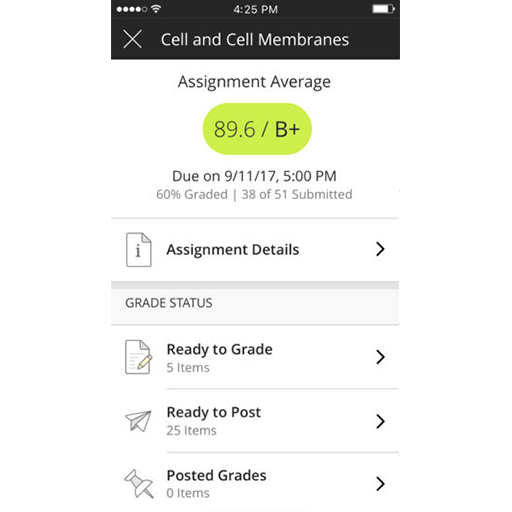 4:25 PM
Cell and Cell Membranes
Assignment Average
89.6 / B+
Due on 9/11/17, 5:00 PM
60% Graded | 38 of 51 Submitted
Assignment Details
GRADE STATUS
Ready to Grade
5 Items
Ready to Post
25 Items
Posted Grades
0 Items